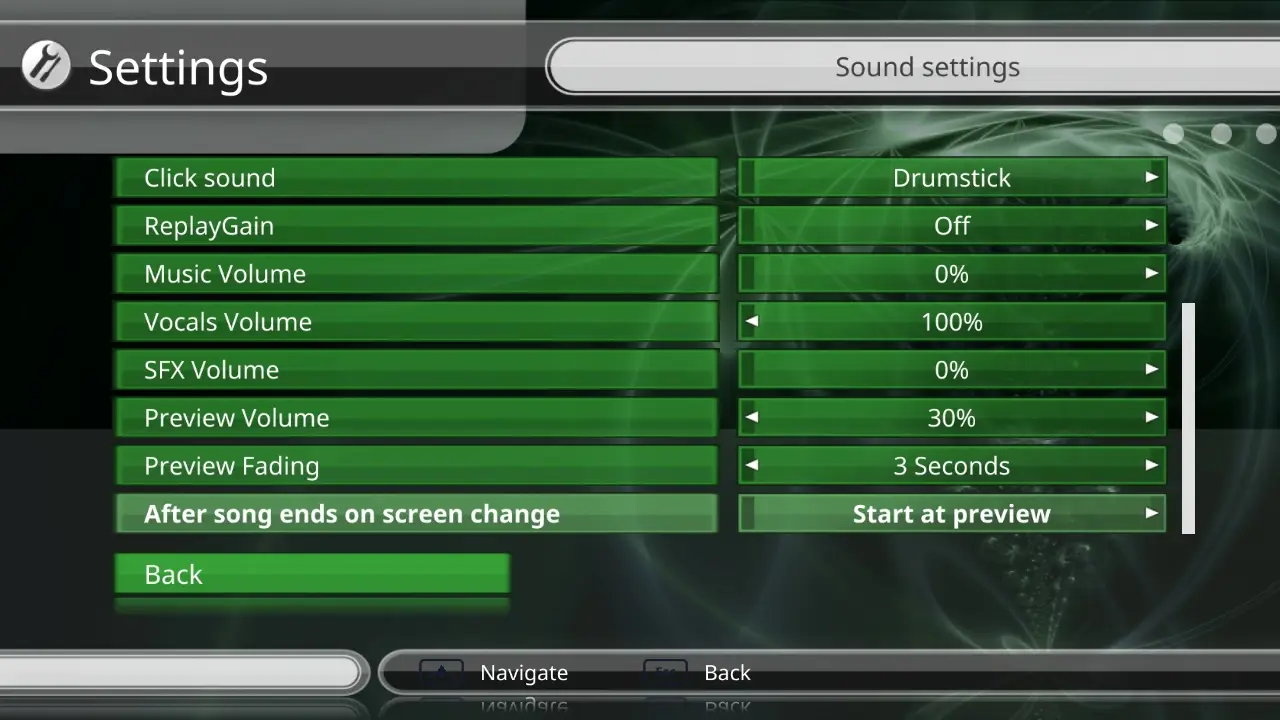 Settings
Sound settings
Click sound Drumstick
ReplayGain Off
Music Volume 0%
Vocals Volume 100%
SFX Volume 0%
Preview Volume 30%
Preview Fading 3 Seconds
After song ends on screen change Start at preview
Back
Navigate Esc Back